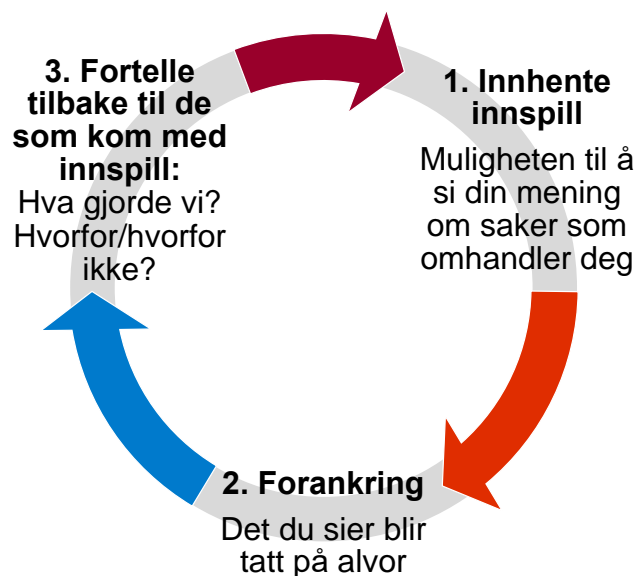 1. Innhente
innspill
Muligheten til å
si din mening
om saker som
omhandler deg
2. Forankring
Det du sier blir
tatt på alvor
3. Fortelle
tilbake til de
som kom med
innspill:
Hva gjorde vi?
Hvorfor/hvorfor
ikke?